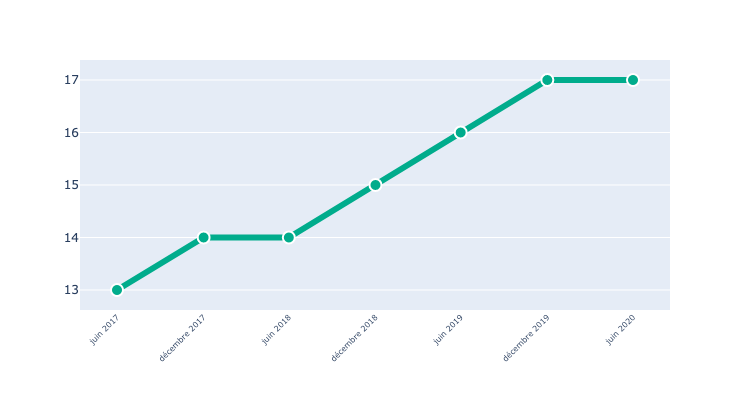 17
16
15
14
13
juin 2017
décembre 2017
juin 2018
décembre 2018
juin 2019
décembre 2019
juin 2020